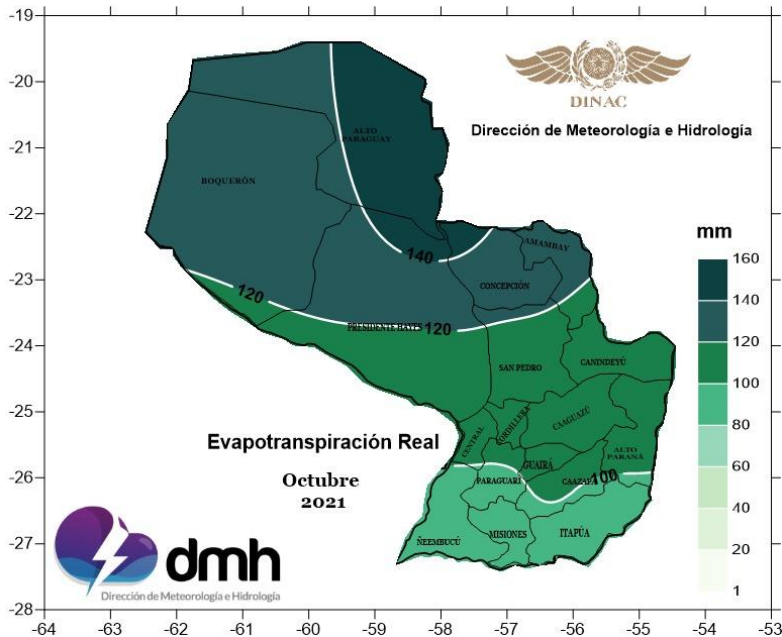 -19
-20
-21
-22
-23
-24
-25
-26
-27
-28
-64
-63
-62
-61
-60
-59
-58
-57
-56
-55
-54
-53
DINAC
Dirección de Meteorología e Hidrología
ALTO
PARAGUAY
BOQUERÓN
AMAMBAY
140
CONCEPCIÓN
120
PRESIDENTE HAYES
120
SAN PEDRO
CANINDEYÚ
CORDILLERA
CAAGUAZÚ
CENTRAL
ALTO
PARANÁ
GUAIRÁ
PARAGUARÍ
CAAZAPÁ
100
ÑEEMBUCÚ
MISIONES
ITAPÚA
mm
160
140
120
100
80
60
40
20
1
Evapotranspiración Real
Octubre
2021
dmh
Dirección de Meteorología e Hidrología